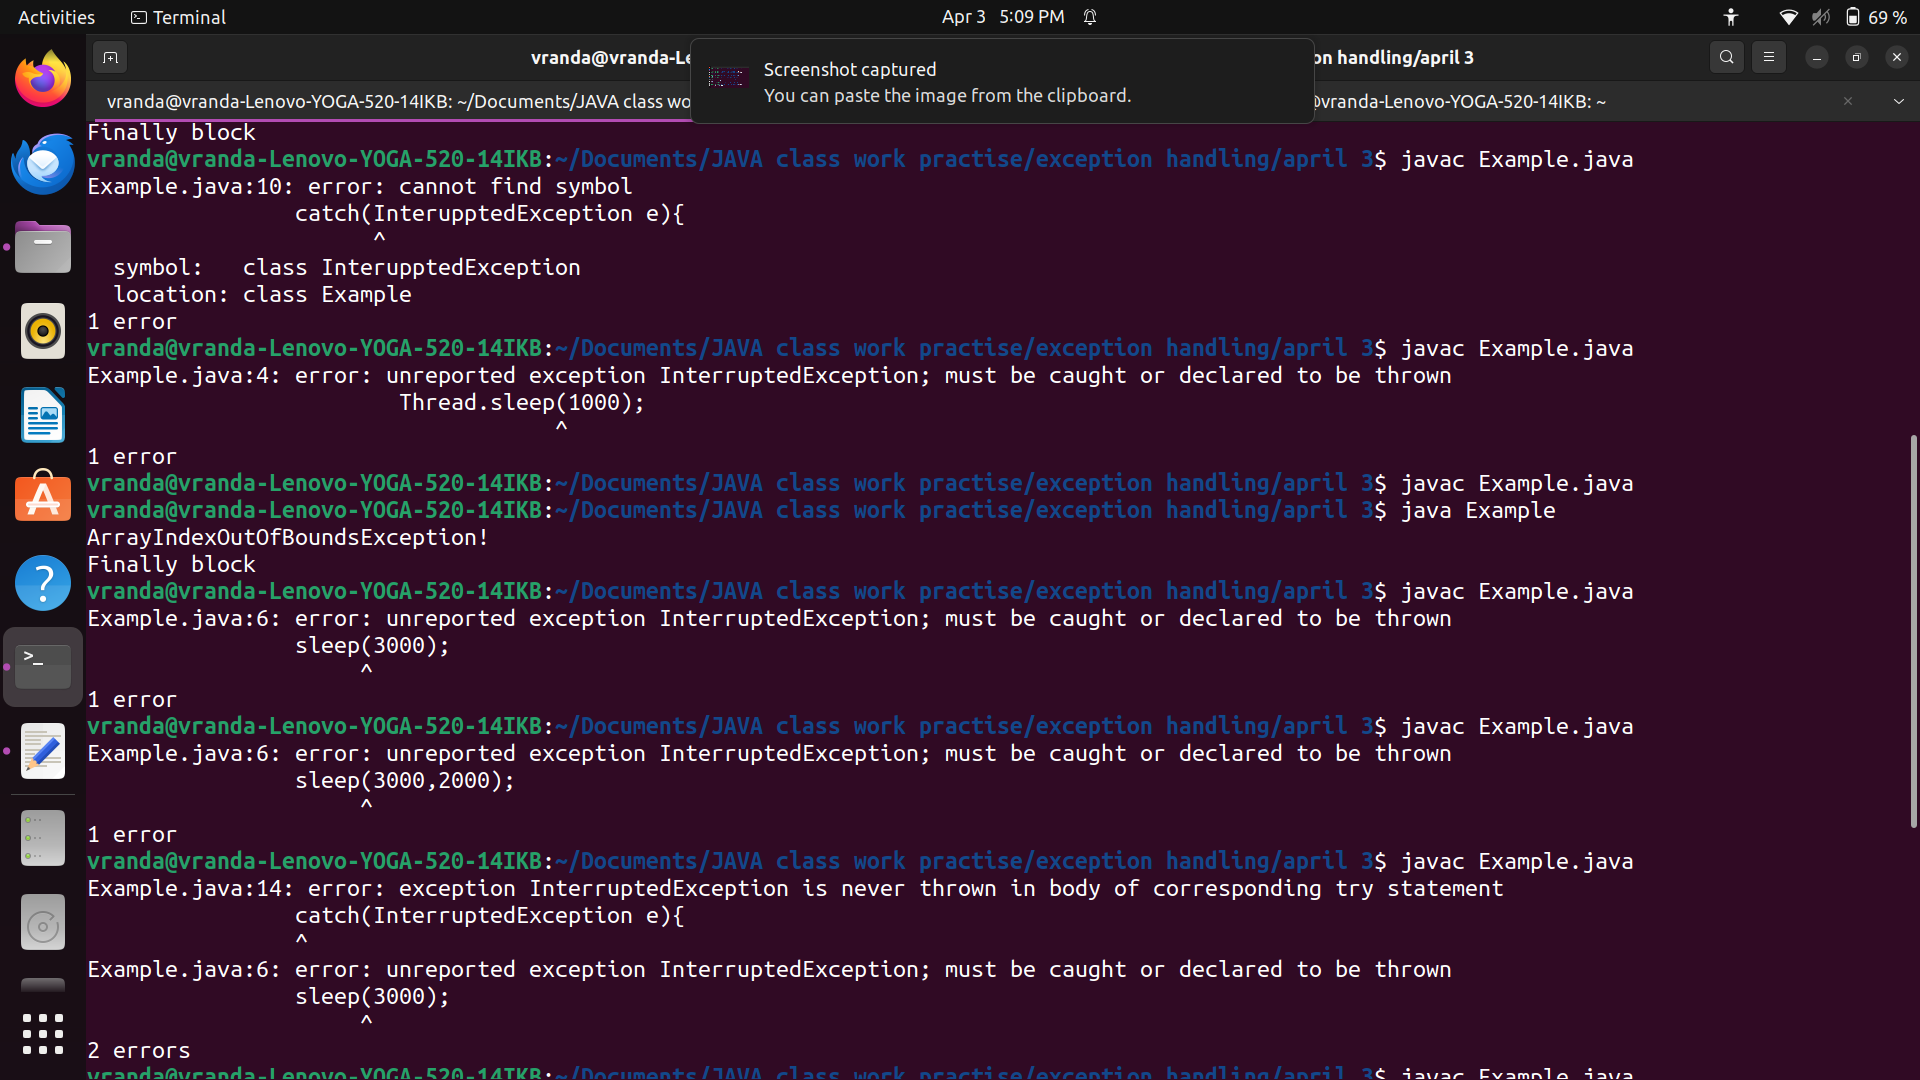 Activities
Terminal
Apr 3 5:09 PM
69 %
vranda@vranda-Le
on handling/april 3
Screenshot captured
You can paste the image from the clipboard.
vranda@vranda-Lenovo-YOGA-520-14IKB: ~/Documents/JAVA class wo
@vranda-Lenovo-YOGA-520-14IKB: ~
Finally block
vranda@vranda-Lenovo-YOGA-520-14IKB:~/Documents/JAVA class work practise/exception handling/april 3$ javac Example.java
Example.java:10: error: cannot find symbol
catch(InterupptedException e){
^
symbol:   class InterupptedException
location: class Example
1 error
vranda@vranda-Lenovo-YOGA-520-14IKB:~/Documents/JAVA class work practise/exception handling/april 3$ javac Example.java
Example.java:4: error: unreported exception InterruptedException; must be caught or declared to be thrown
Thread.sleep(1000);
^
1 error
vranda@vranda-Lenovo-YOGA-520-14IKB:~/Documents/JAVA class work practise/exception handling/april 3$ javac Example.java
vranda@vranda-Lenovo-YOGA-520-14IKB:~/Documents/JAVA class work practise/exception handling/april 3$ java Example
ArrayIndexOutOfBoundsException!
Finally block
vranda@vranda-Lenovo-YOGA-520-14IKB:~/Documents/JAVA class work practise/exception handling/april 3$ javac Example.java
Example.java:6: error: unreported exception InterruptedException; must be caught or declared to be thrown
sleep(3000);
^
1 error
vranda@vranda-Lenovo-YOGA-520-14IKB:~/Documents/JAVA class work practise/exception handling/april 3$ javac Example.java
Example.java:6: error: unreported exception InterruptedException; must be caught or declared to be thrown
sleep(3000,2000);
^
1 error
vranda@vranda-Lenovo-YOGA-520-14IKB:~/Documents/JAVA class work practise/exception handling/april 3$ javac Example.java
Example.java:14: error: exception InterruptedException is never thrown in body of corresponding try statement
catch(InterruptedException e){
^
Example.java:6: error: unreported exception InterruptedException; must be caught or declared to be thrown
sleep(3000);
^
2 errors
vranda@vranda-Lenovo-YOGA-520-14IKB:~/Documents/JAVA class work practise/exception handling/april 3$ javac Example.java